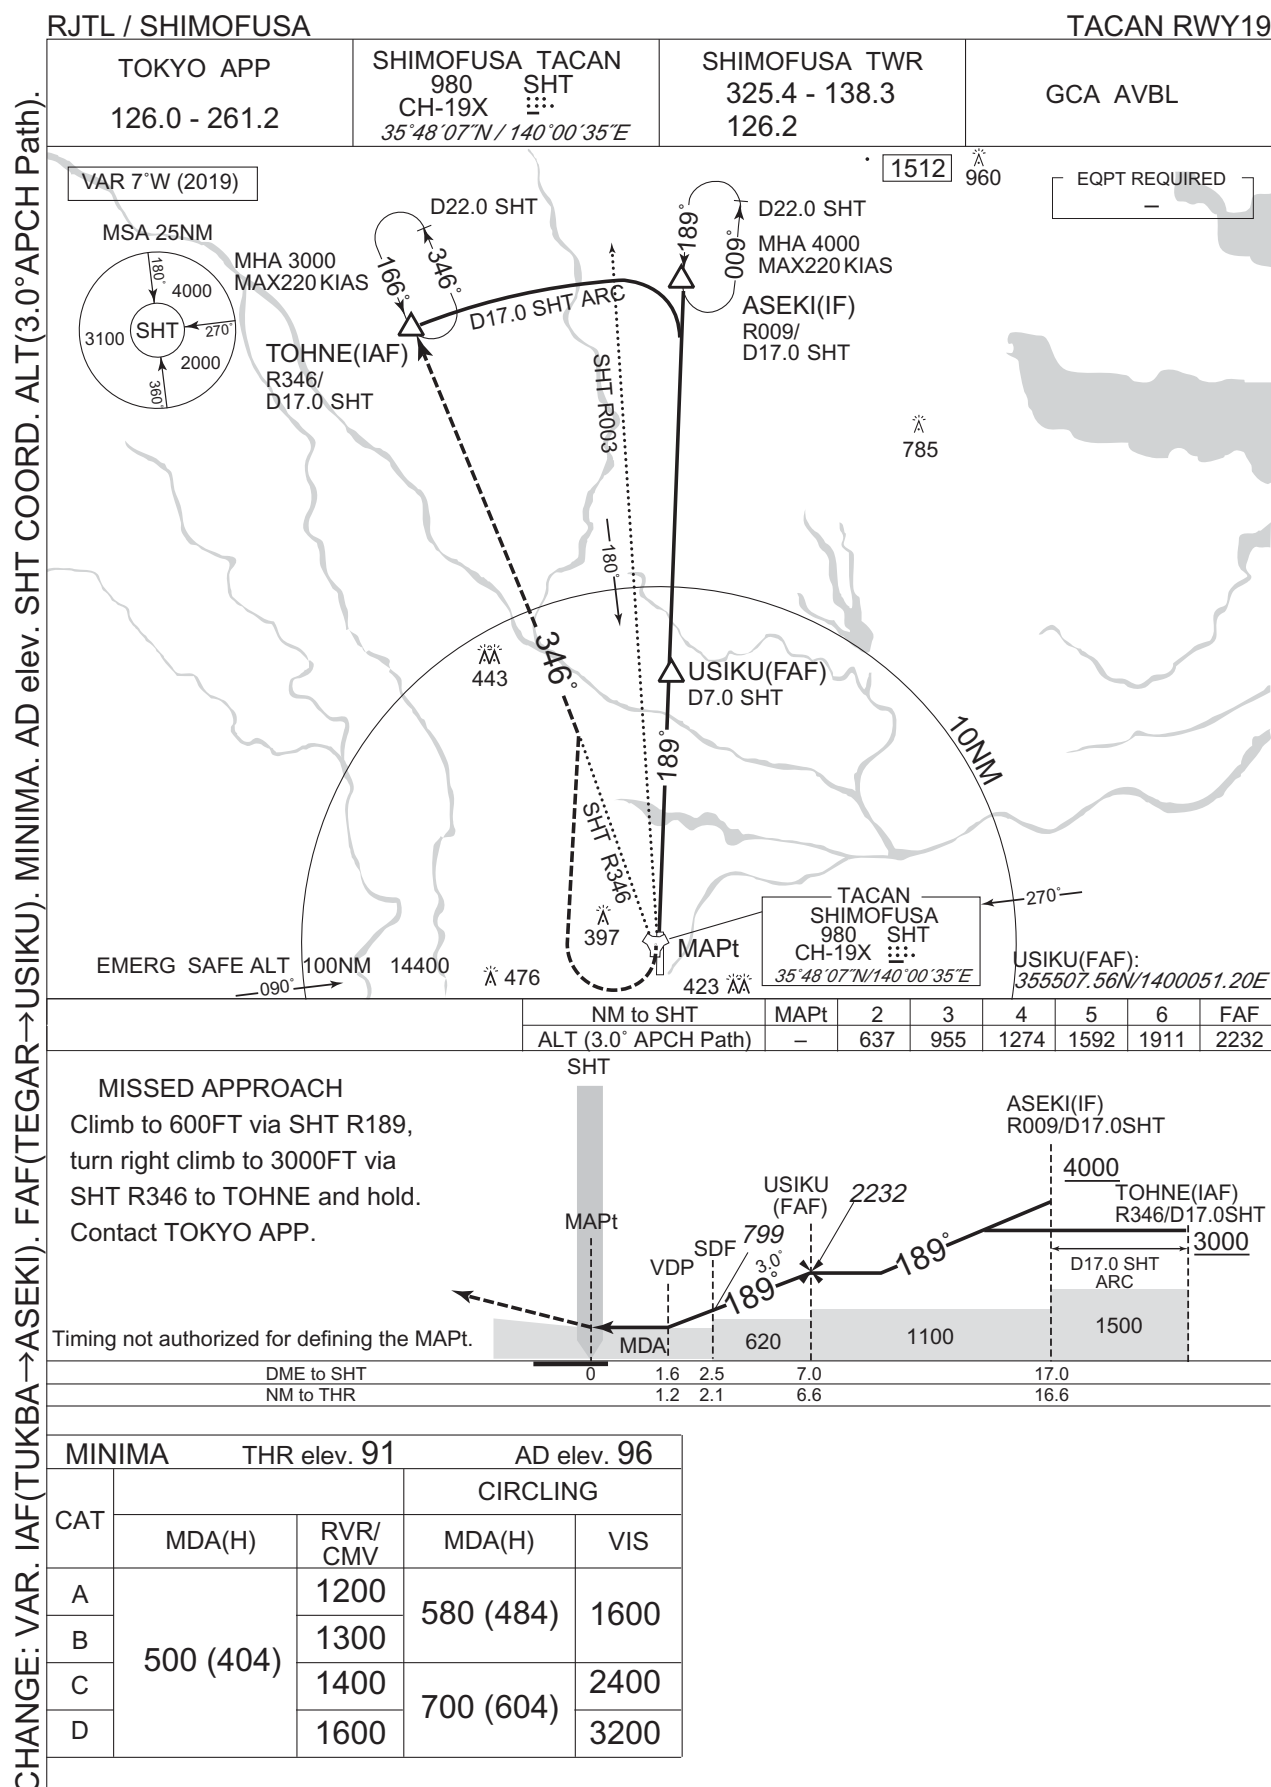 RJTL / SHIMOFUSA
TACAN RWY19
TOKYO APP
126.0 - 261.2
SHIMOFUSA TACAN
980 SHT
CH-19X
35°48′07″N / 140°00′35″E
SHIMOFUSA TWR
325.4 - 138.3
126.2
GCA AVBL
CHANGE: VAR. IAF(TUKBA→ASEKI). FAF(TEGAR→USIKU). MINIMA. AD elev. SHT COORD. ALT(3.0°APCH Path).
VAR 7°W (2019)
MSA 25NM
180°
4000
3100
SHT
270°
2000
360°
MHA 3000
MAX220KIAS
D22.0 SHT
166°
346°
TOHNE(IAF)
R346/
D17.0 SHT
D17.0 SHT ARC
189°
009°
D22.0 SHT
MHA 4000
MAX220KIAS
ASEKI(IF)
R009/
D17.0 SHT
1512
960
EQPT REQUIRED
–
SHT R003
785
180°
443
346°
USIKU(FAF)
D7.0 SHT
189°
10NM
SHT R346
397
MAPt
TACAN
SHIMOFUSA
980 SHT
CH-19X
35°48′07″N/140°00′35″E
270°
EMERG SAFE ALT 100NM 14400
090°
476
423
USIKU(FAF):
355507.56N/1400051.20E
NM to SHT MAPt 2 3 4 5 6 FAF
ALT (3.0° APCH Path) – 637 955 1274 1592 1911 2232
MISSED APPROACH
Climb to 600FT via SHT R189,
turn right climb to 3000FT via
SHT R346 to TOHNE and hold.
Contact TOKYO APP.
Timing not authorized for defining the MAPt.
SHT
MAPt
VDP
SDF
799
3.0°
189°
USIKU
(FAF)
2232
189°
ASEKI(IF)
R009/D17.0SHT
4000
TOHNE(IAF)
R346/D17.0SHT
3000
D17.0 SHT
ARC
MDA
620
1100
1500
DME to SHT 0 1.6 2.5 7.0 17.0
NM to THR 1.2 2.1 6.6 16.6
MINIMA THR elev. 91 AD elev. 96
CAT
CIRCLING
MDA(H)
RVR/
CMV
MDA(H)
VIS
A
1200
B
1300
C
1400
D
1600
500 (404)
580 (484)
1600
700 (604)
2400
3200